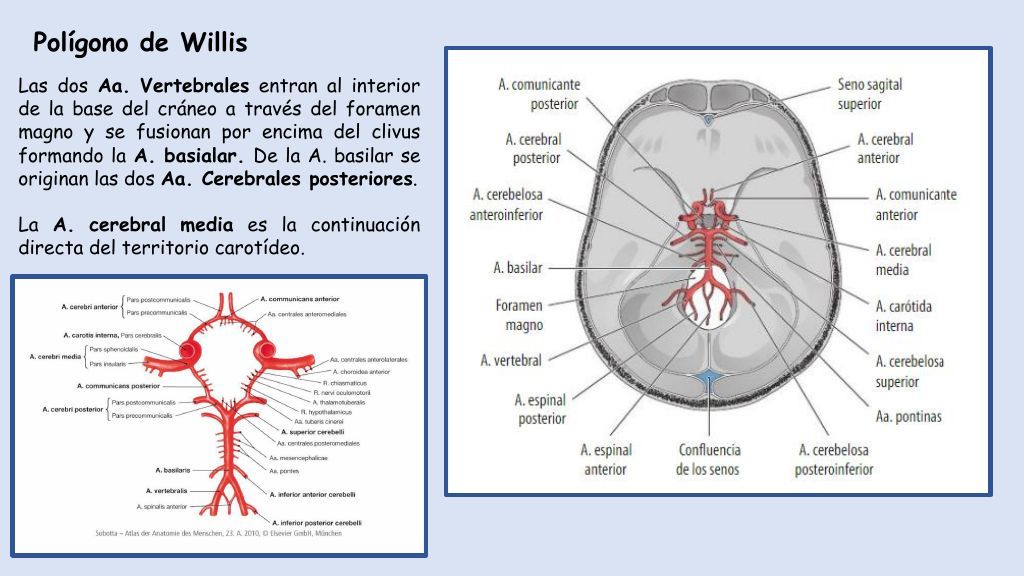 Polígono de Willis
Las dos Aa. Vertebrales entran al interior
de la base del cráneo a través del foramen
magno y se fusionan por encima del clivus
formando la A. basialar. De la A. basilar se
originan las dos Aa. Cerebrales posteriores.
La A. cerebral media es la continuación
directa del territorio carotídeo.
A. cerebri anterior
Pars postcommunicalis
Pars precommunicalis
A. carotis interna, Pars cerebralis
A. cerebri media
Pars sphenoidalis
Pars insularis
A. communicans posterior
A. cerebri posterior
Pars postcommunicalis
Pars precommunicalis
A. basilaris
A. vertebralis
A. spinalis anterior
A. communicans anterior
Aa. centrales anteromediales
Aa. centrales anterolaterales
A. choroidea anterior
R. chiasmaticus
R. nervi oculomotorii
A. thalamotuberalis
R. hypothalamicus
Aa. tuberis cinerei
A. superior cerebelli
Aa. centrales posteromediales
Aa. mesencephalicae
Aa. pontes
A. inferior anterior cerebelli
A. inferior posterior cerebelli
Sobotta – Atlas der Anatomie des Menschen, 23. A. 2010, © Elsevier GmbH, München
A. comunicante
posterior
A. cerebral
posterior
A. cerebelosa
anteroinferior
A. basilar
Foramen
magno
A. vertebral
A. espinal
posterior
A. espinal
anterior
Confluencia
de los senos
A. cerebelosa
posteroinferior
Seno sagital
superior
A. cerebral
anterior
A. comunicante
anterior
A. cerebral
media
A. carótida
interna
A. cerebelosa
superior
Aa. pontinas